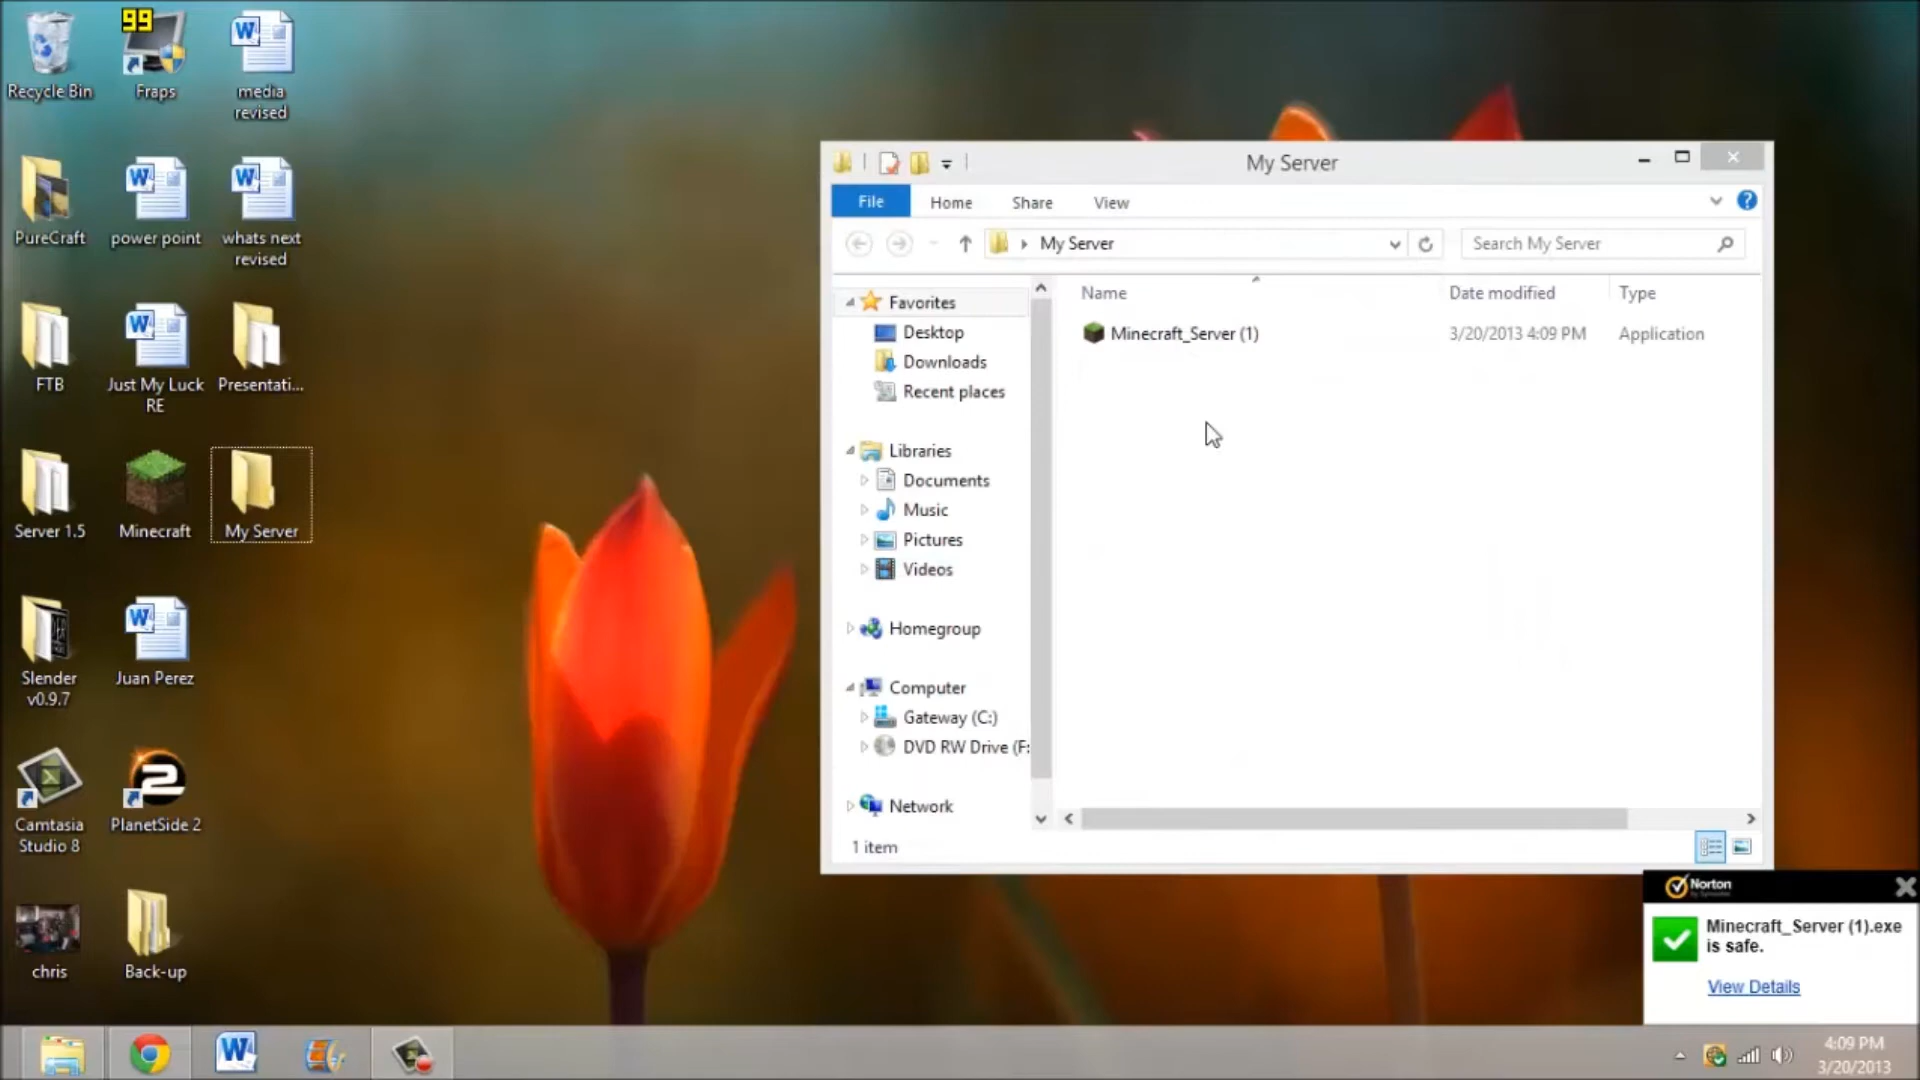 Recycle Bin
99
Fraps
media
revised
PureCraft
power point
whats next
revised
FTB
Just My Luck
RE
Presentati...
Server 1.5
Minecraft
My Server
Slender
v0.9.7
Juan Perez
Camtasia
Studio 8
PlanetSide 2
chris
Back-up
My Server
File
Home
Share
View
My Server
Search My Server
Name
Date modified
Type
Minecraft_Server (1)
3/20/2013 4:09 PM
Application
Favorites
Desktop
Downloads
Recent places
Libraries
Documents
Music
Pictures
Videos
Homegroup
Computer
Gateway (C:)
DVD RW Drive (F:
Network
1 item
Norton
Minecraft_Server (1).exe
is safe.
View Details
4:09 PM
3/20/2013